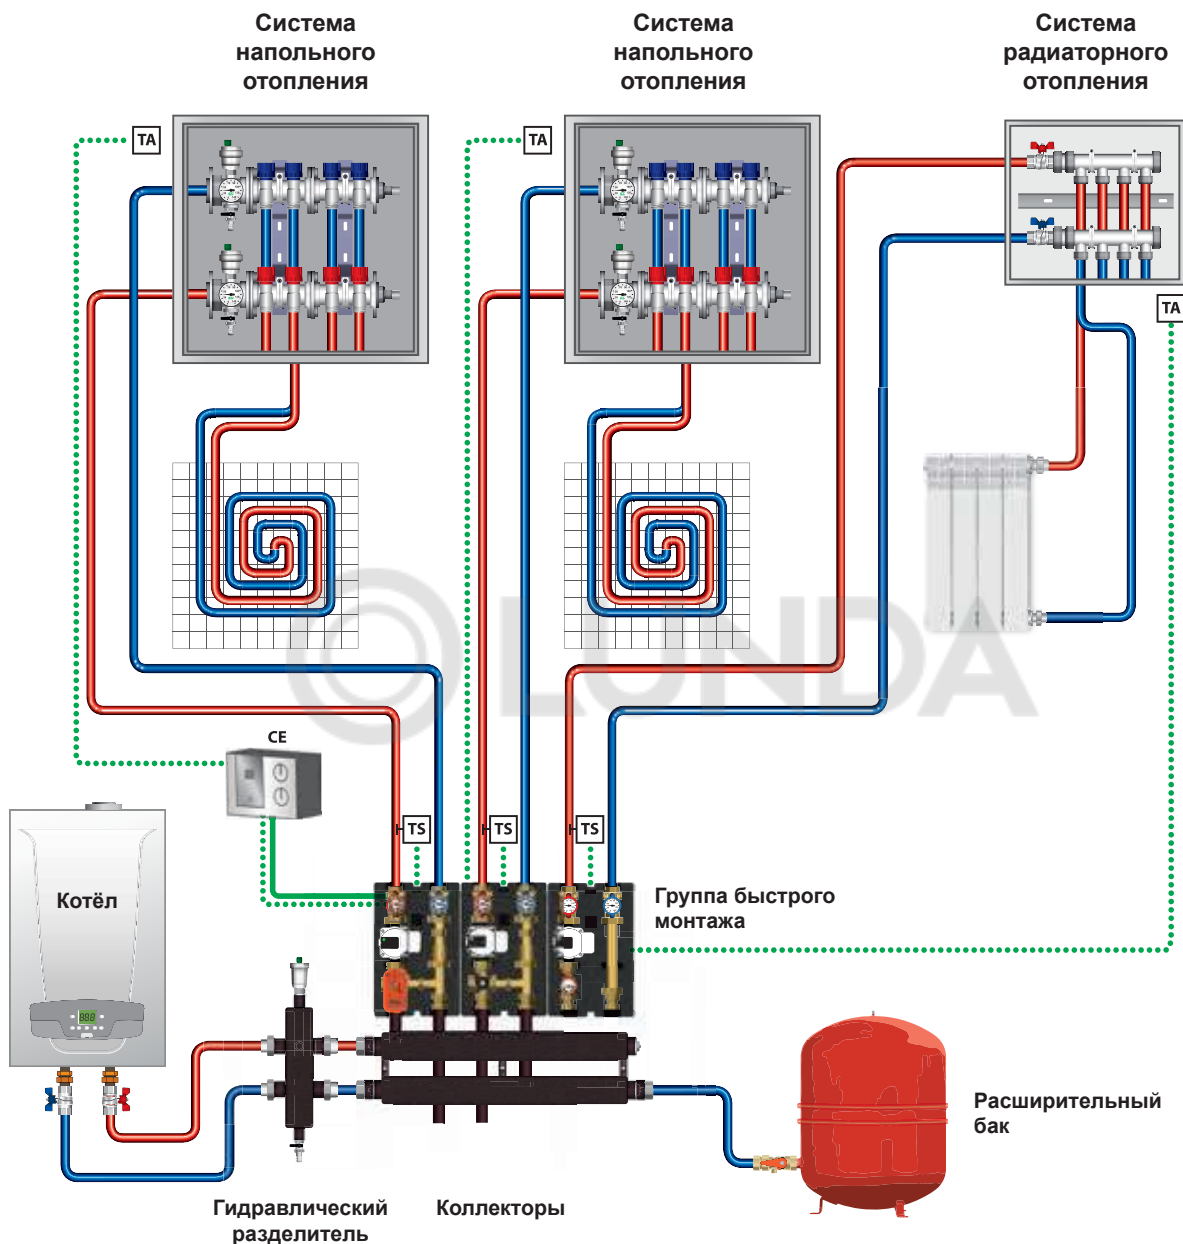 Система
напольного
отопления
Система
напольного
отопления
Система
радиаторного
отопления
TA
TA
TA
LUNDA
CE
TS
TS
TS
Котёл
888
Группа быстрого
монтажа
Расширительный
бак
Гидравлический
разделитель
Коллекторы